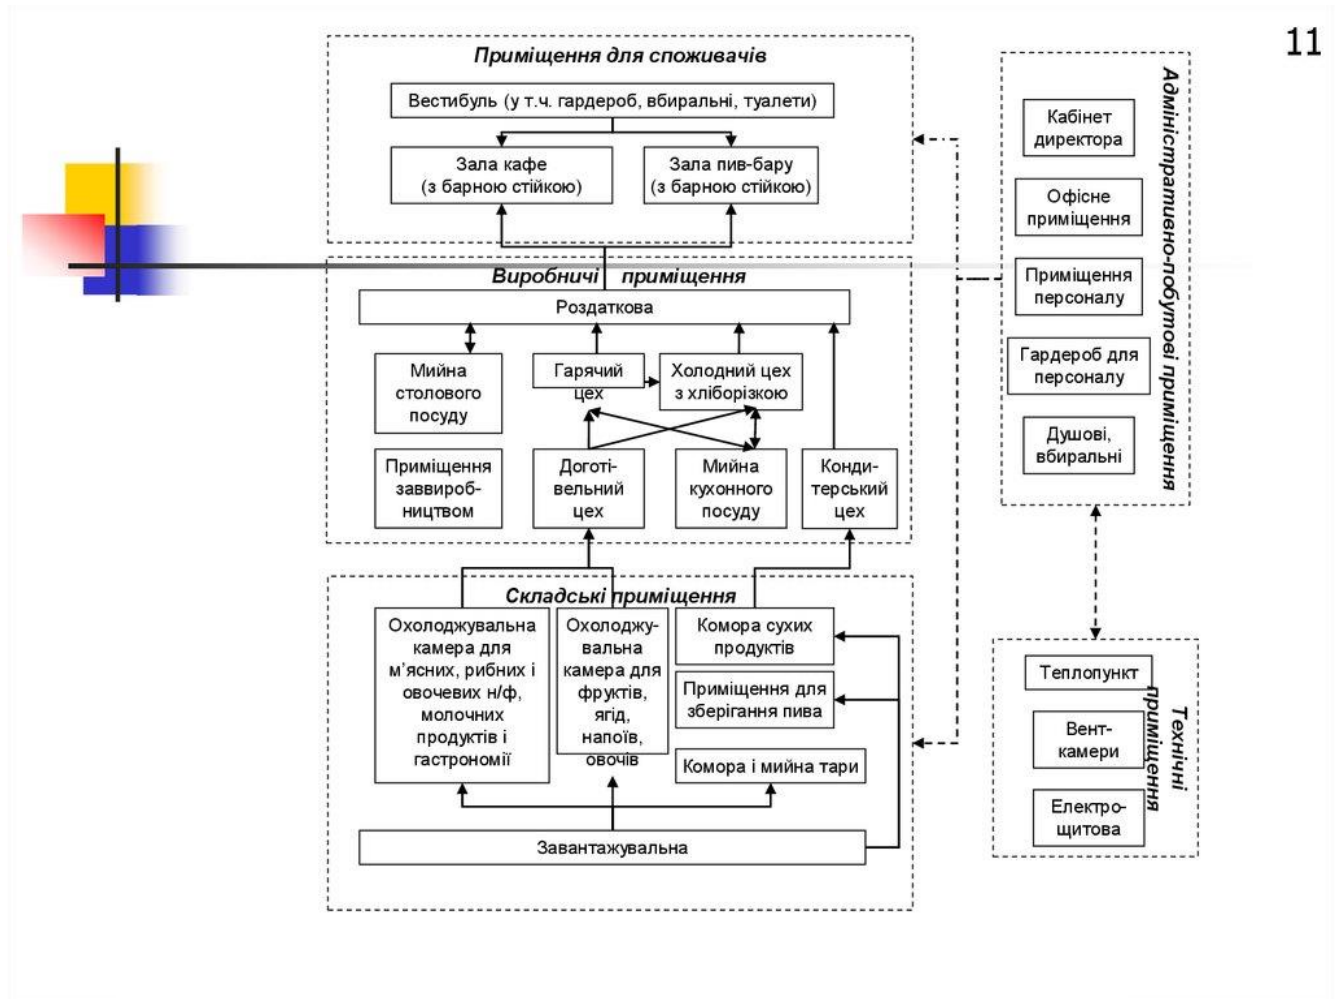 11
Приміщення для споживачів
Вестибуль (у т.ч. гардероб, вбиральні, туалети)
Зала кафе
(з барною стійкою)
Зала пив-бару
(з барною стійкою)
Виробничі приміщення
Роздаткова
Мийна
столового
посуду
Гарячий
цех
Холодний цех
з хліборізкою
Приміщення
заввироб-
ництвом
Доготі-
вельний
цех
Мийна
кухонного
посуду
Конди-
терський
цех
Складські приміщення
Охолоджувальна
камера для
м’ясних, рибних і
овочевих н/ф,
молочних
продуктів і
гастрономії
Охолоджу-
вальна
камера для
фруктів,
ягід,
напоїв,
овочів
Комора сухих
продуктів
Приміщення для
зберігання пива
Комора і мийна тари
Завантажувальна
Адміністративно-побутові приміщення
Кабінет
директора
Офісне
приміщення
Приміщення
персоналу
Гардероб для
персоналу
Душові,
вбиральні
Технічні
приміщення
Теплопункт
Вент-
камери
Електро-
щитова